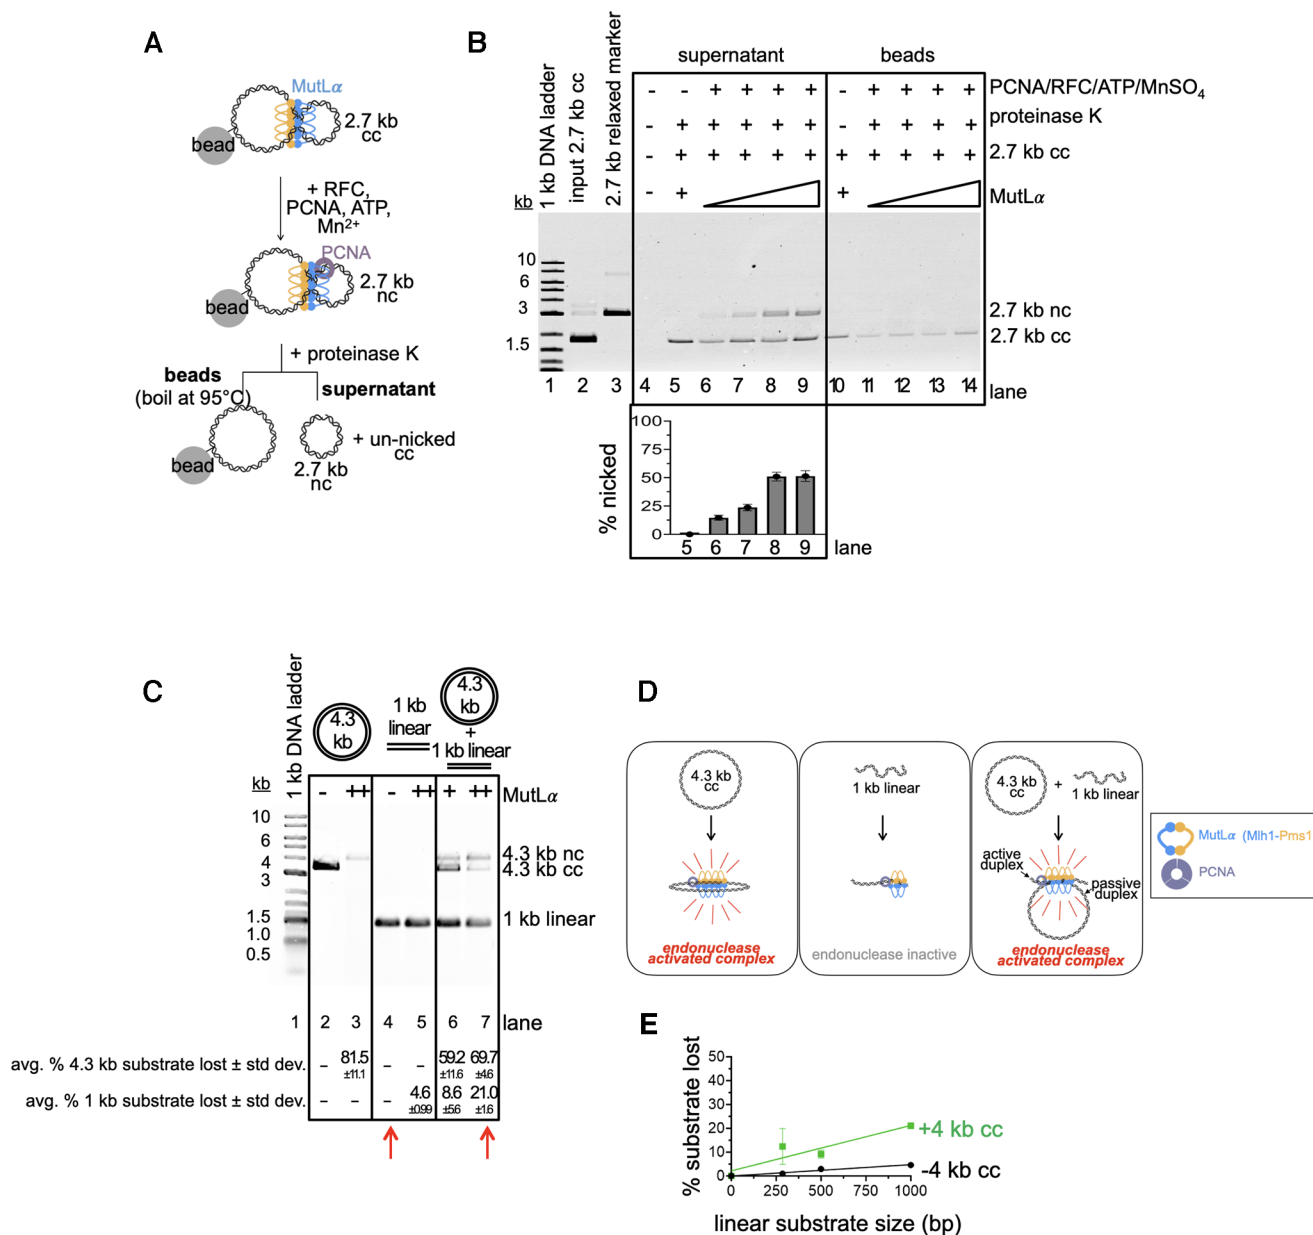 A
MutLα
2.7 kb
cc
bead
+ RFC,
PCNA, ATP,
Mn2+
PCNA
2.7 kb
nc
bead
+ proteinase K
beads
(boil at 95°C)
supernatant
bead
2.7 kb
nc
+ un-nicked
cc
B
supernatant
beads
1 kb DNA ladder
input 2.7 kb cc
2.7 kb relaxed marker
- - + + + + - + + + + PCNA/RFC/ATP/MnSO4
- + + + + + - + + + + proteinase K
- + + + + + + + + + + 2.7 kb cc
- + + MutLα
kb
10
6
3
1.5
2.7 kb nc
2.7 kb cc
1 2 3 4 5 6 7 8 9 10 11 12 13 14 lane
% nicked
100
75
50
25
0
5 6 7 8 9 lane
C
1 kb DNA ladder
4.3
kb
1 kb
linear
4.3
kb
+
1 kb linear
kb
- ++ - ++ + ++ MutLα
10
6
4
3
1.5
1.0
0.5
4.3 kb nc
4.3 kb cc
1 kb linear
1 2 3 4 5 6 7 lane
avg. % 4.3 kb substrate lost ± std dev. – 81.5 – – 59.2 69.7
±11.1 ±11.6 ±4.6
avg. % 1 kb substrate lost ± std dev. – – – 4.6 8.6 21.0
±0.99 ±5.6 ±1.6
D
4.3 kb
cc
endonuclease
activated complex
1 kb linear
endonuclease inactive
4.3 kb
cc
+
1 kb linear
active
duplex
passive
duplex
endonuclease
activated complex
MutLα (Mlh1-Pms1
PCNA
E
% substrate lost
50
40
30
20
10
0
0 250 500 750 1000
+4 kb cc
-4 kb cc
linear substrate size (bp)